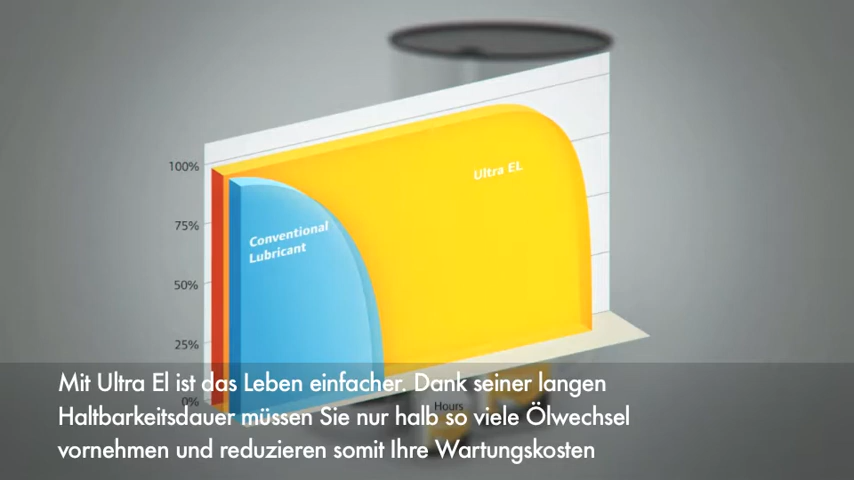 100%
Ultra EL
75%
Conventional
Lubricant
50%
25%
0%
Hours
Mit Ultra El ist das Leben einfacher. Dank seiner langen
Haltbarkeitsdauer müssen Sie nur halb so viele Ölwechsel
vornehmen und reduzieren somit Ihre Wartungskosten